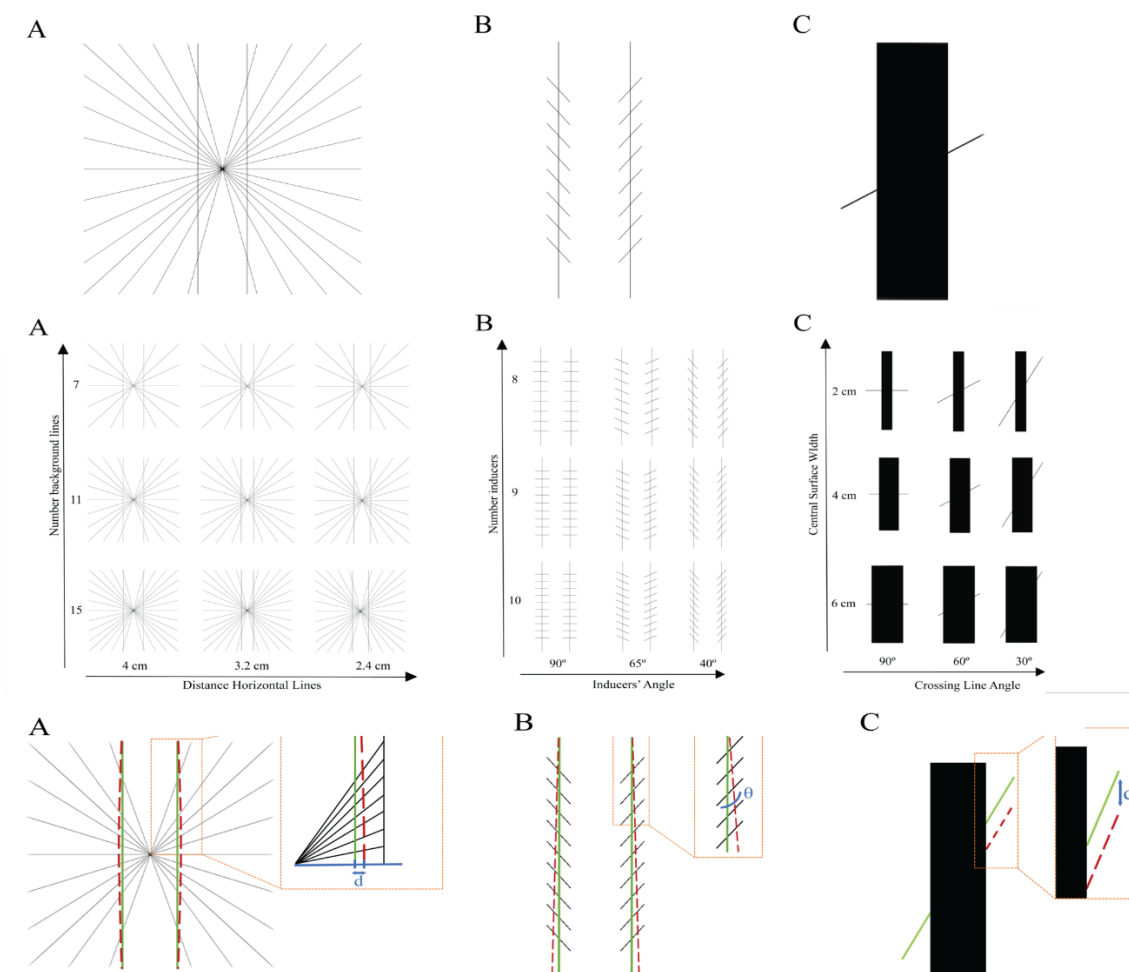 A
B
C
A
Number background lines
7
11
15
4 cm
3.2 cm
2.4 cm
Distance Horizontal Lines
B
Number inducers
8
9
10
90º
65º
40º
Inducers' Angle
C
Central Surface Width
2 cm
4 cm
6 cm
90º
60º
30º
Crossing Line Angle
A
d
B
θ
C